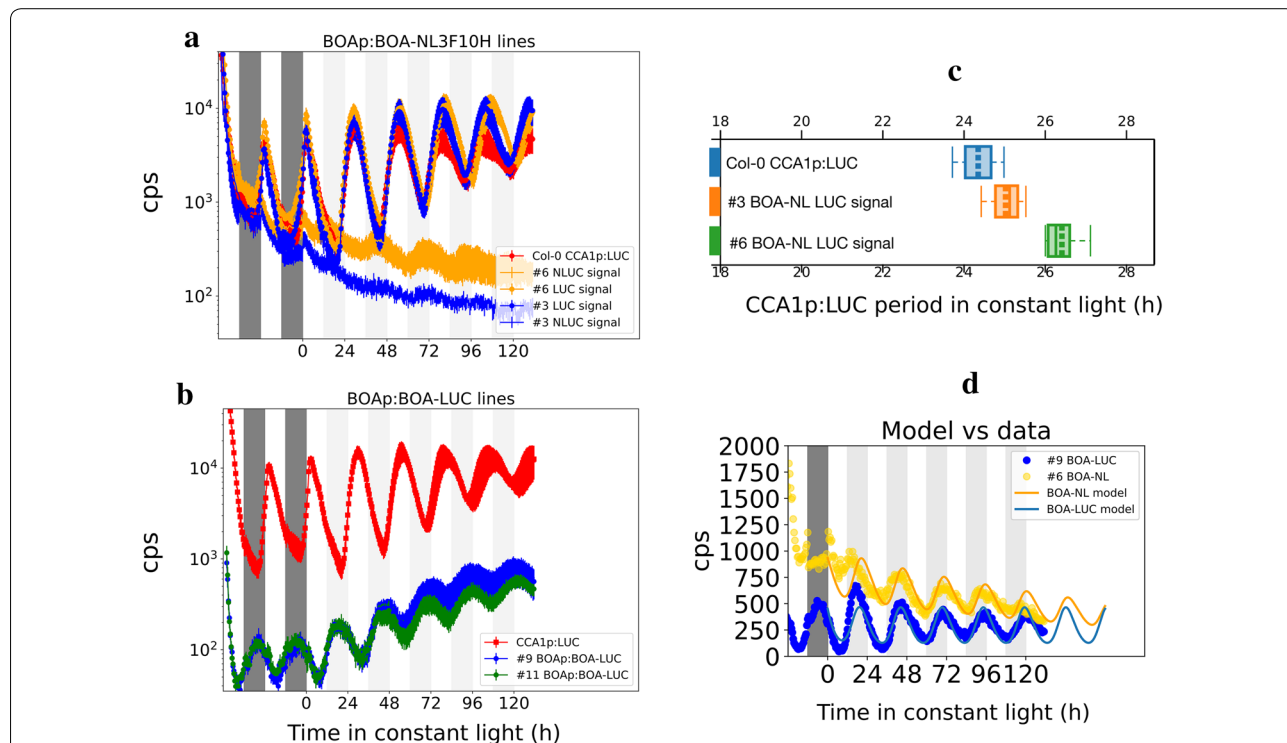 a
BOAp:BOA-NL3F10H lines
cps
10^4
10^3
10^2
Col-0 CCA1p:LUC
#6 NLUC signal
#6 LUC signal
#3 LUC signal
#3 NLUC signal
0 24 48 72 96 120
b
BOAp:BOA-LUC lines
cps
10^4
10^3
10^2
CCA1p:LUC
#9 BOAp:BOA-LUC
#11 BOAp:BOA-LUC
0 24 48 72 96 120
Time in constant light (h)
c
18 20 22 24 26 28
Col-0 CCA1p:LUC
#3 BOA-NL LUC signal
#6 BOA-NL LUC signal
18 20 22 24 26 28
CCA1p:LUC period in constant light (h)
d
Model vs data
cps
2000
1750
1500
1250
1000
750
500
250
0
#9 BOA-LUC
#6 BOA-NL
BOA-NL model
BOA-LUC model
0 24 48 72 96 120
Time in constant light (h)